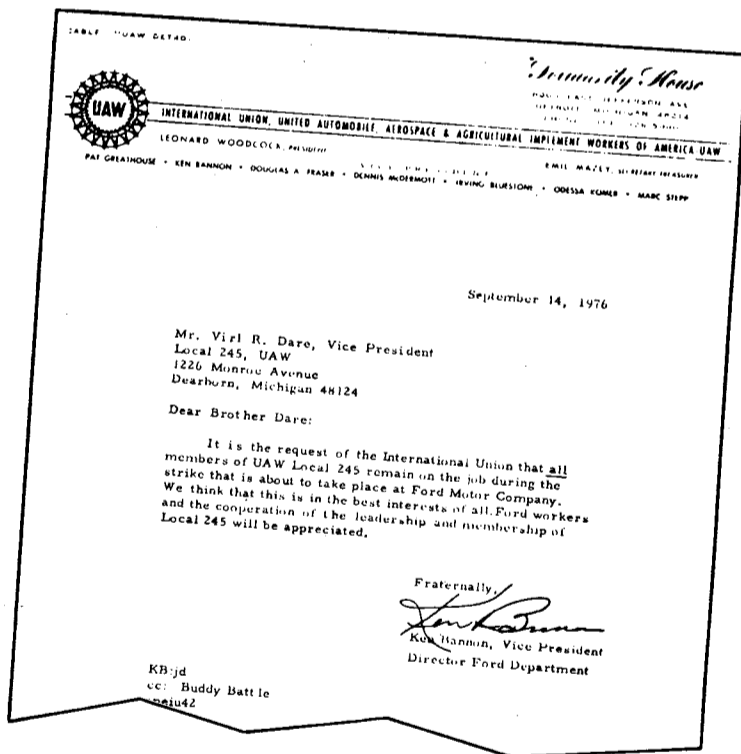 UAW
Solidarity House
INTERNATIONAL UNION, UNITED AUTOMOBILE, AEROSPACE & AGRICULTURAL IMPLEMENT WORKERS OF AMERICA UAW
LEONARD WOODCOCK, PRESIDENT EMIL MAZEY, SECRETARY TREASURER
PAT GREATHOUSE • KEN BANNON • DOUGLAS A. FRASER • DENNIS McDERMOTT • IRVING BLUESTONE • ODESSA KOMER • MARC STEPP
September 14, 1976
Mr. Virl R. Dare, Vice President
Local 245, UAW
1226 Monroe Avenue
Dearborn, Michigan 48124
Dear Brother Dare:
It is the request of the International Union that all
members of UAW Local 245 remain on the job during the
strike that is about to take place at Ford Motor Company.
We think that this is in the best interests of all Ford workers
and the cooperation of the leadership and membership of
Local 245 will be appreciated.
Fraternally,
Ken Bannon
Ken Bannon, Vice President
Director Ford Department
KB:jd
cc: Buddy Battle
opeiu42